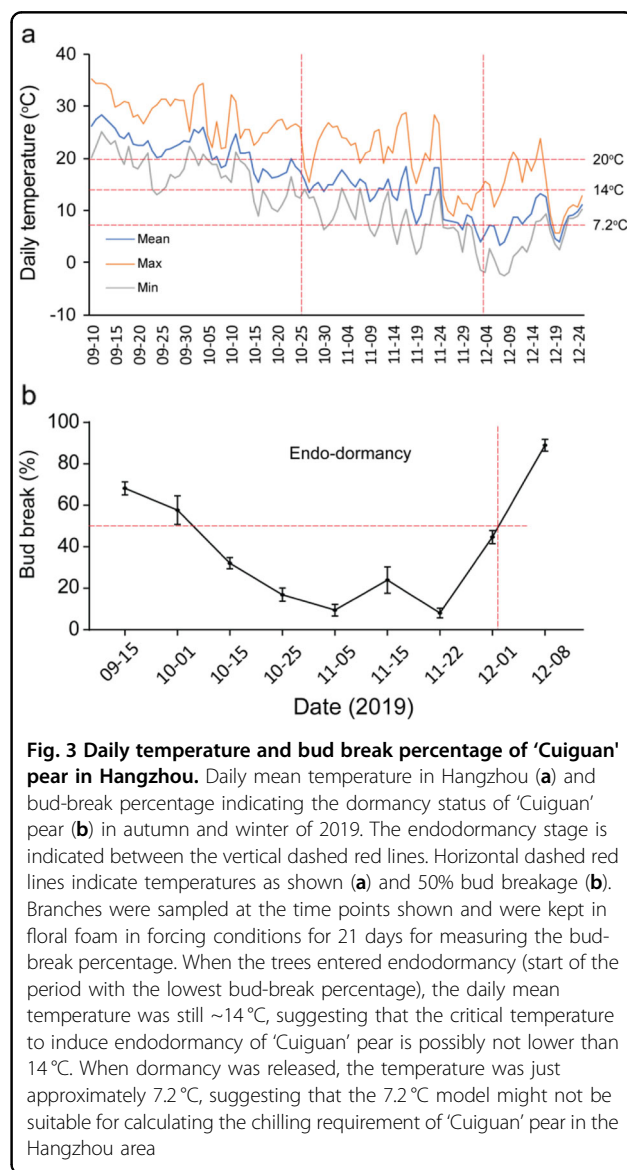 a
Daily temperature (°C)
40
30
20
10
0
-10
20°C
14°C
7.2°C
Mean
Max
Min
09-10
09-15
09-20
09-25
09-30
10-05
10-10
10-15
10-20
10-25
10-30
11-04
11-09
11-14
11-19
11-24
11-29
12-04
12-09
12-14
12-19
12-24
b
Bud break (%)
100
80
60
40
20
0
Endo-dormancy
09-15
10-01
10-15
10-25
11-05
11-15
11-22
12-01
12-08
Date (2019)
Fig. 3 Daily temperature and bud break percentage of ‘Cuiguan'
pear in Hangzhou. Daily mean temperature in Hangzhou (a) and
bud-break percentage indicating the dormancy status of ‘Cuiguan’
pear (b) in autumn and winter of 2019. The endodormancy stage is
indicated between the vertical dashed red lines. Horizontal dashed red
lines indicate temperatures as shown (a) and 50% bud breakage (b).
Branches were sampled at the time points shown and were kept in
floral foam in forcing conditions for 21 days for measuring the bud-
break percentage. When the trees entered endodormancy (start of the
period with the lowest bud-break percentage), the daily mean
temperature was still ~14 °C, suggesting that the critical temperature
to induce endodormancy of ‘Cuiguan’ pear is possibly not lower than
14 °C. When dormancy was released, the temperature was just
approximately 7.2 °C, suggesting that the 7.2 °C model might not be
suitable for calculating the chilling requirement of ‘Cuiguan’ pear in the
Hangzhou area